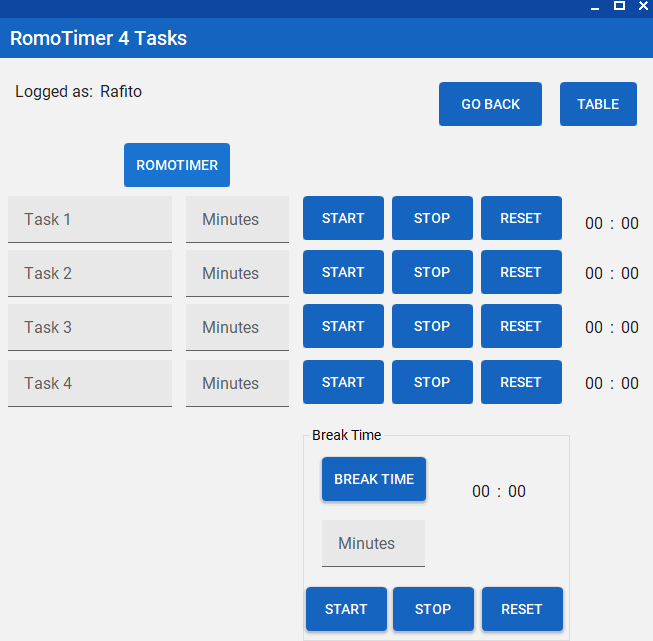 RomoTimer 4 Tasks
Logged as: Rafito
GO BACK
TABLE
ROMOTIMER
Task 1 Minutes START STOP RESET 00 : 00
Task 2 Minutes START STOP RESET 00 : 00
Task 3 Minutes START STOP RESET 00 : 00
Task 4 Minutes START STOP RESET 00 : 00
Break Time
BREAK TIME 00 : 00
Minutes
START STOP RESET